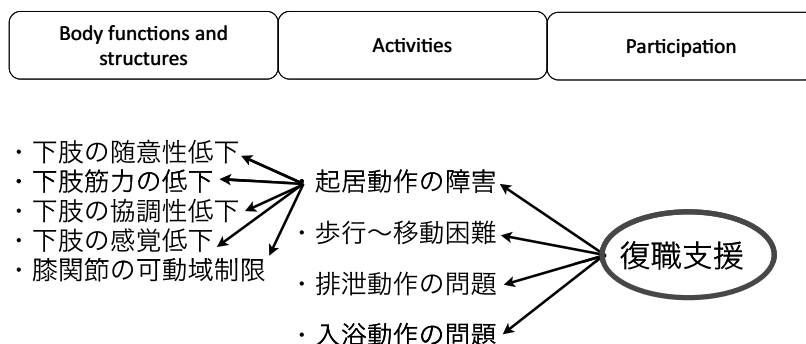 Body functions and
structures
Activities
Participation
・下肢の随意性低下
・下肢筋力の低下
・下肢の協調性低下
・下肢の感覚低下
・膝関節の可動域制限
起居動作の障害
・歩行～移動困難
・排泄動作の問題
・入浴動作の問題
復職支援